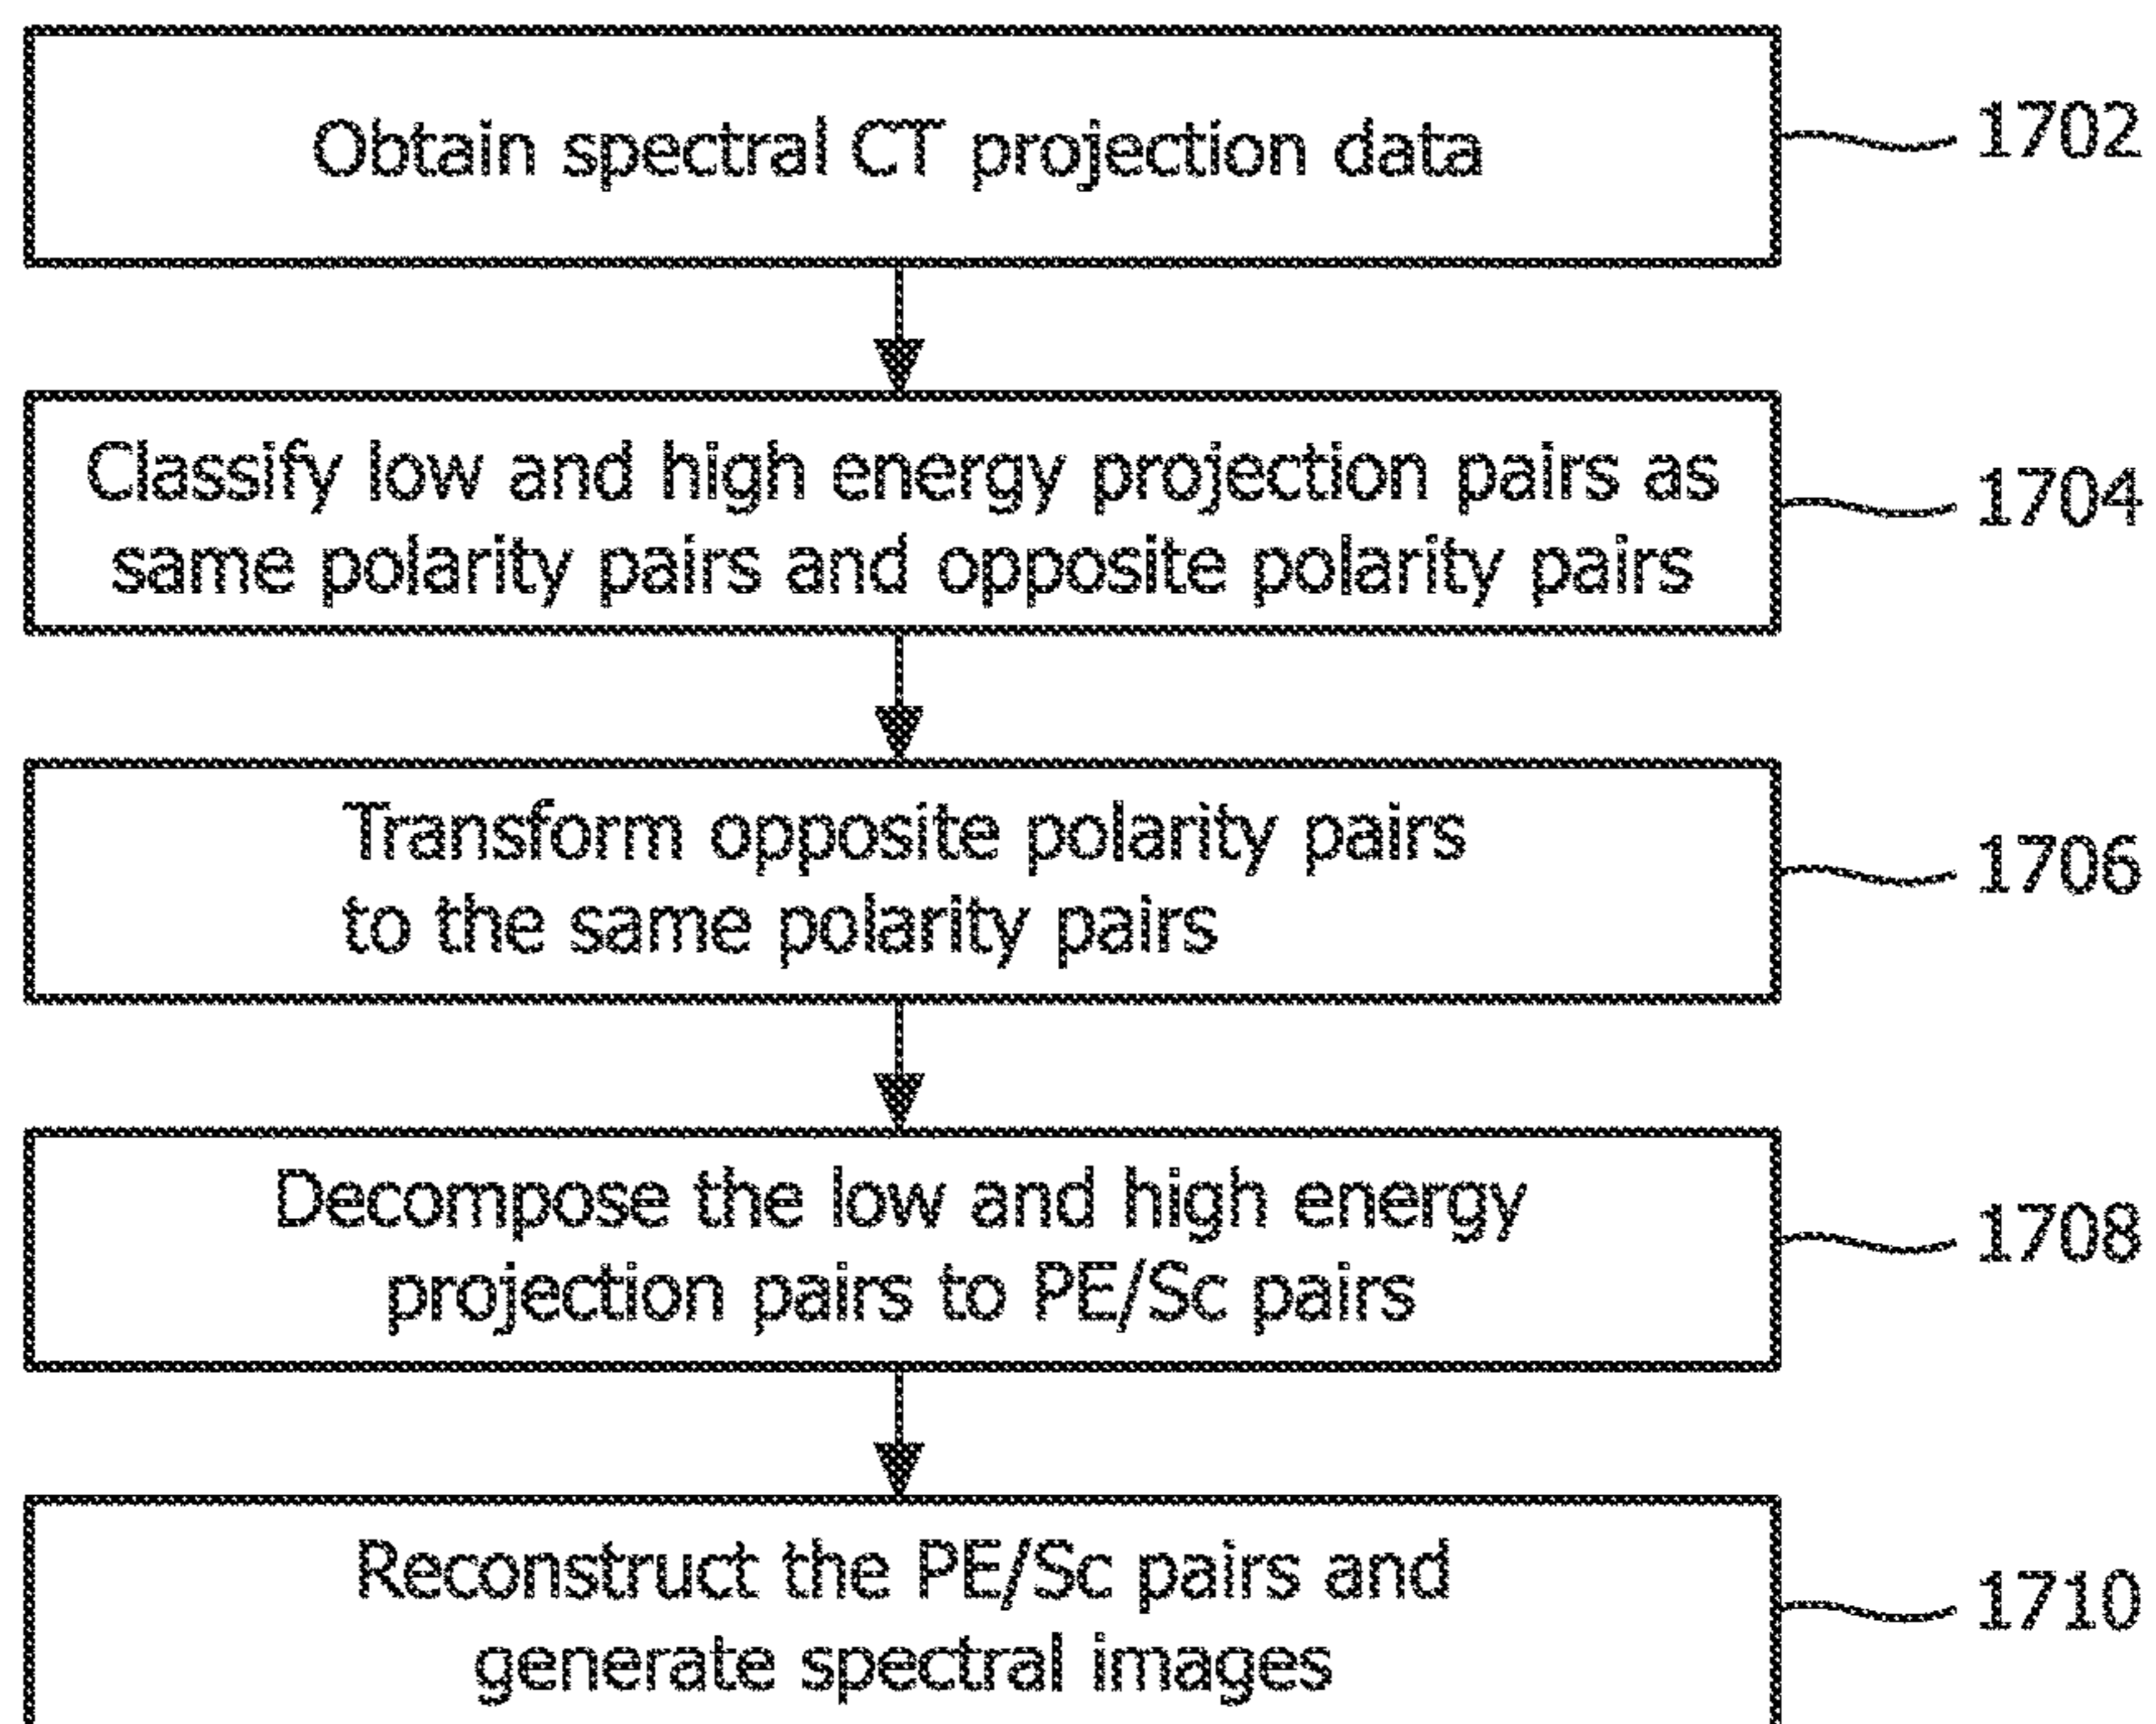 Obtain spectral CT projection data
1702
Classify low and high energy projection pairs as
same polarity pairs and opposite polarity pairs
1704
Transform opposite polarity pairs
to the same polarity pairs
1706
Decompose the low and high energy
projection pairs to PE/Sc pairs
1708
Reconstruct the PE/Sc pairs and
generate spectral images
1710